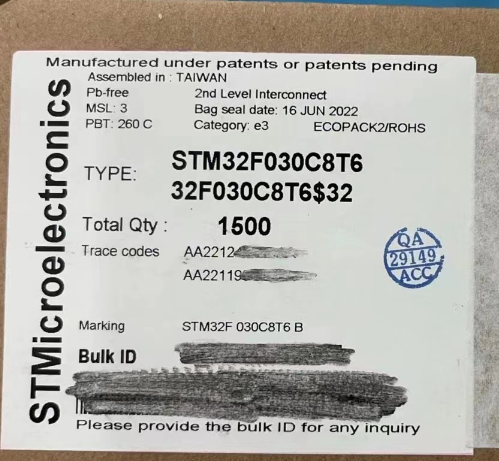 Manufactured under patents or patents pending
Assembled in : TAIWAN
Pb-free 2nd Level Interconnect
MSL: 3 Bag seal date: 16 JUN 2022
PBT: 260 C Category: e3 ECOPACK2/ROHS
STMicroelectronics
TYPE: STM32F030C8T6
32F030C8T6$32
Total Qty : 1500
Trace codes AA2212
AA22119
QA
29149
ACC
Marking STM32F 030C8T6 B
Bulk ID
Please provide the bulk ID for any inquiry